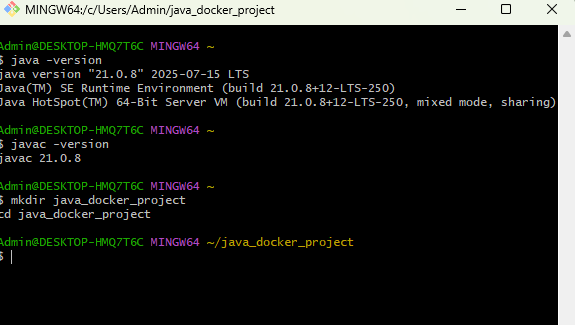 MINGW64:/c/Users/Admin/java_docker_project
Admin@DESKTOP-HMQ7T6C MINGW64 ~
$ java -version
java version "21.0.8" 2025-07-15 LTS
Java(TM) SE Runtime Environment (build 21.0.8+12-LTS-250)
Java HotSpot(TM) 64-Bit Server VM (build 21.0.8+12-LTS-250, mixed mode, sharing)
Admin@DESKTOP-HMQ7T6C MINGW64 ~
$ javac -version
javac 21.0.8
Admin@DESKTOP-HMQ7T6C MINGW64 ~
$ mkdir java_docker_project
cd java_docker_project
Admin@DESKTOP-HMQ7T6C MINGW64 ~/java_docker_project
$